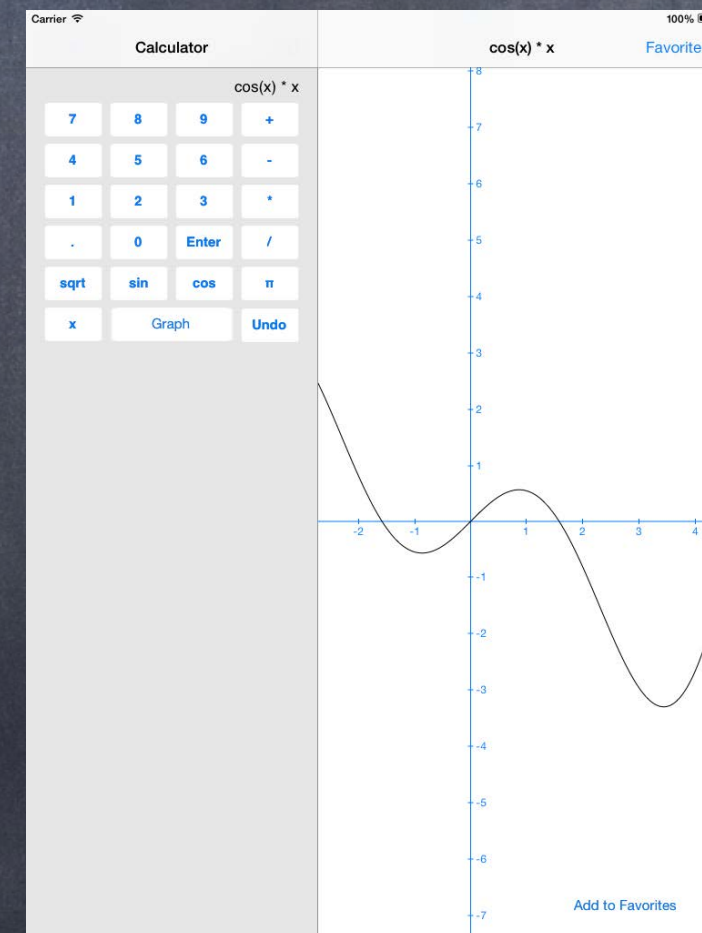 Carrier
100%
Calculator
cos(x) * x
Favorite
cos(x) * x
7 8 9 +
4 5 6 -
1 2 3 *
. 0 Enter /
sqrt sin cos π
x Graph Undo
8
7
6
5
4
3
2
1
-2 -1 1 2 3 4
-1
-2
-3
-4
-5
-6
Add to Favorites
-7